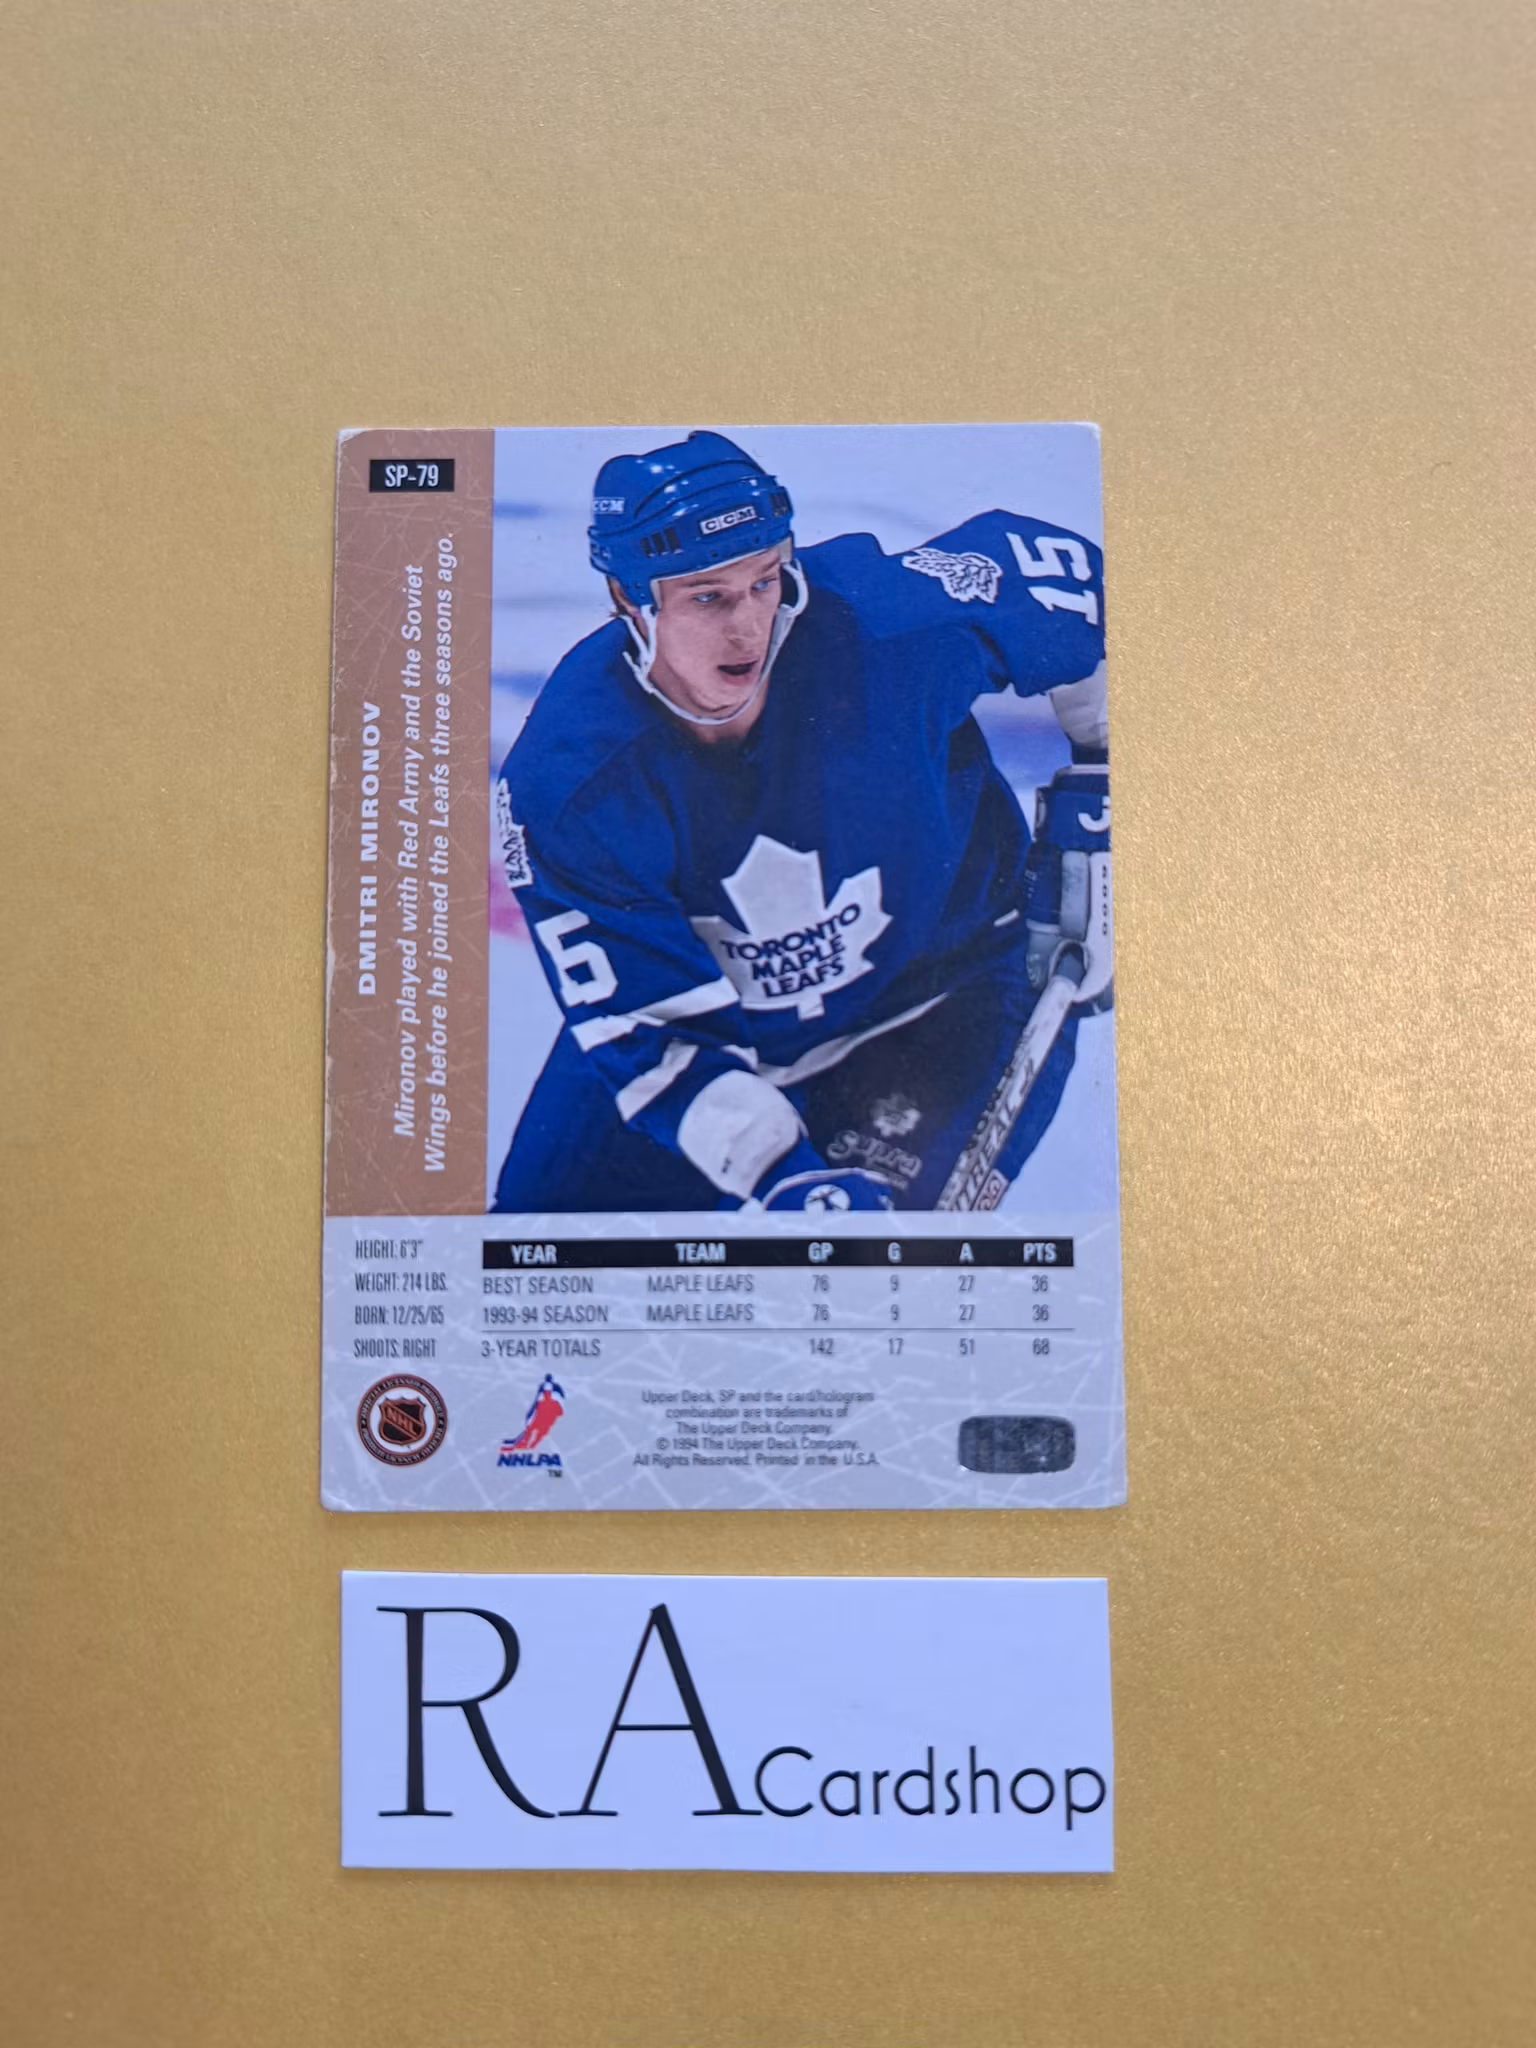 SP-79
DMITRI MIRONOV
Mironov played with Red Army and the Soviet
Wings before he joined the Leafs three seasons ago.
CCM
CCM
15
5
TORONTO
MAPLE
LEAFS
Supra
HEIGHT: 6'3"
WEIGHT: 214 LBS.
BORN: 12/25/65
SHOOTS: RIGHT
YEAR TEAM GP G A PTS
BEST SEASON MAPLE LEAFS 76 9 27 36
1993-94 SEASON MAPLE LEAFS 76 9 27 36
3-YEAR TOTALS 142 17 51 68
NHL
NHLPA
TM
Upper Deck, SP and the card/hologram
combination are trademarks of
The Upper Deck Company.
© 1994 The Upper Deck Company.
All Rights Reserved. Printed in the U.S.A.
RA Cardshop